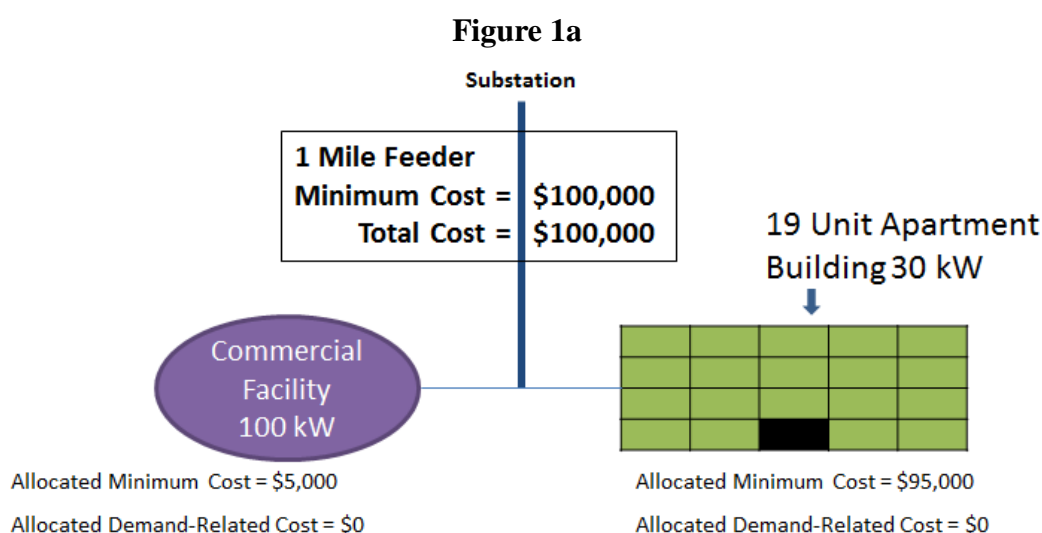 Figure 1a
Substation
1 Mile Feeder
Minimum Cost = $100,000
Total Cost = $100,000
19 Unit Apartment
Building 30 kW
Commercial
Facility
100 kW
Allocated Minimum Cost = $5,000
Allocated Demand-Related Cost = $0
Allocated Minimum Cost = $95,000
Allocated Demand-Related Cost = $0